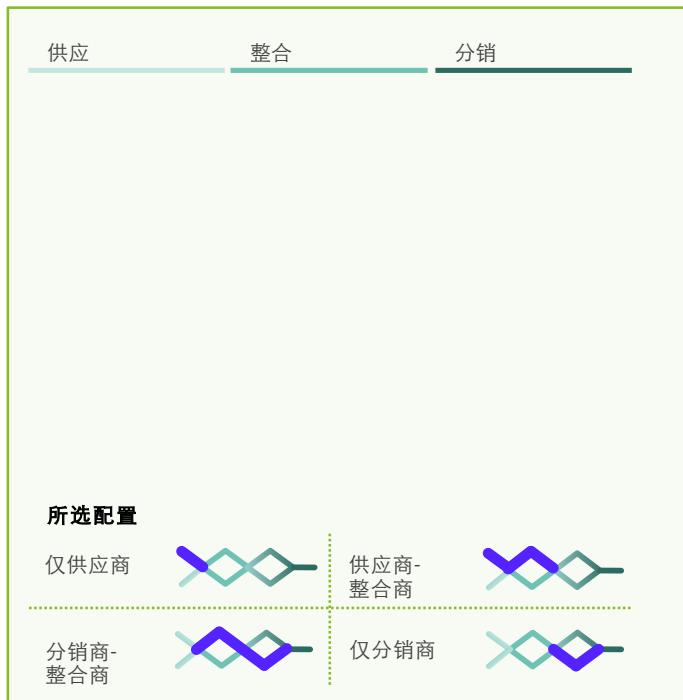 供应
整合
分销
所选配置
仅供应商
供应商-
整合商
分销商-
整合商
仅分销商